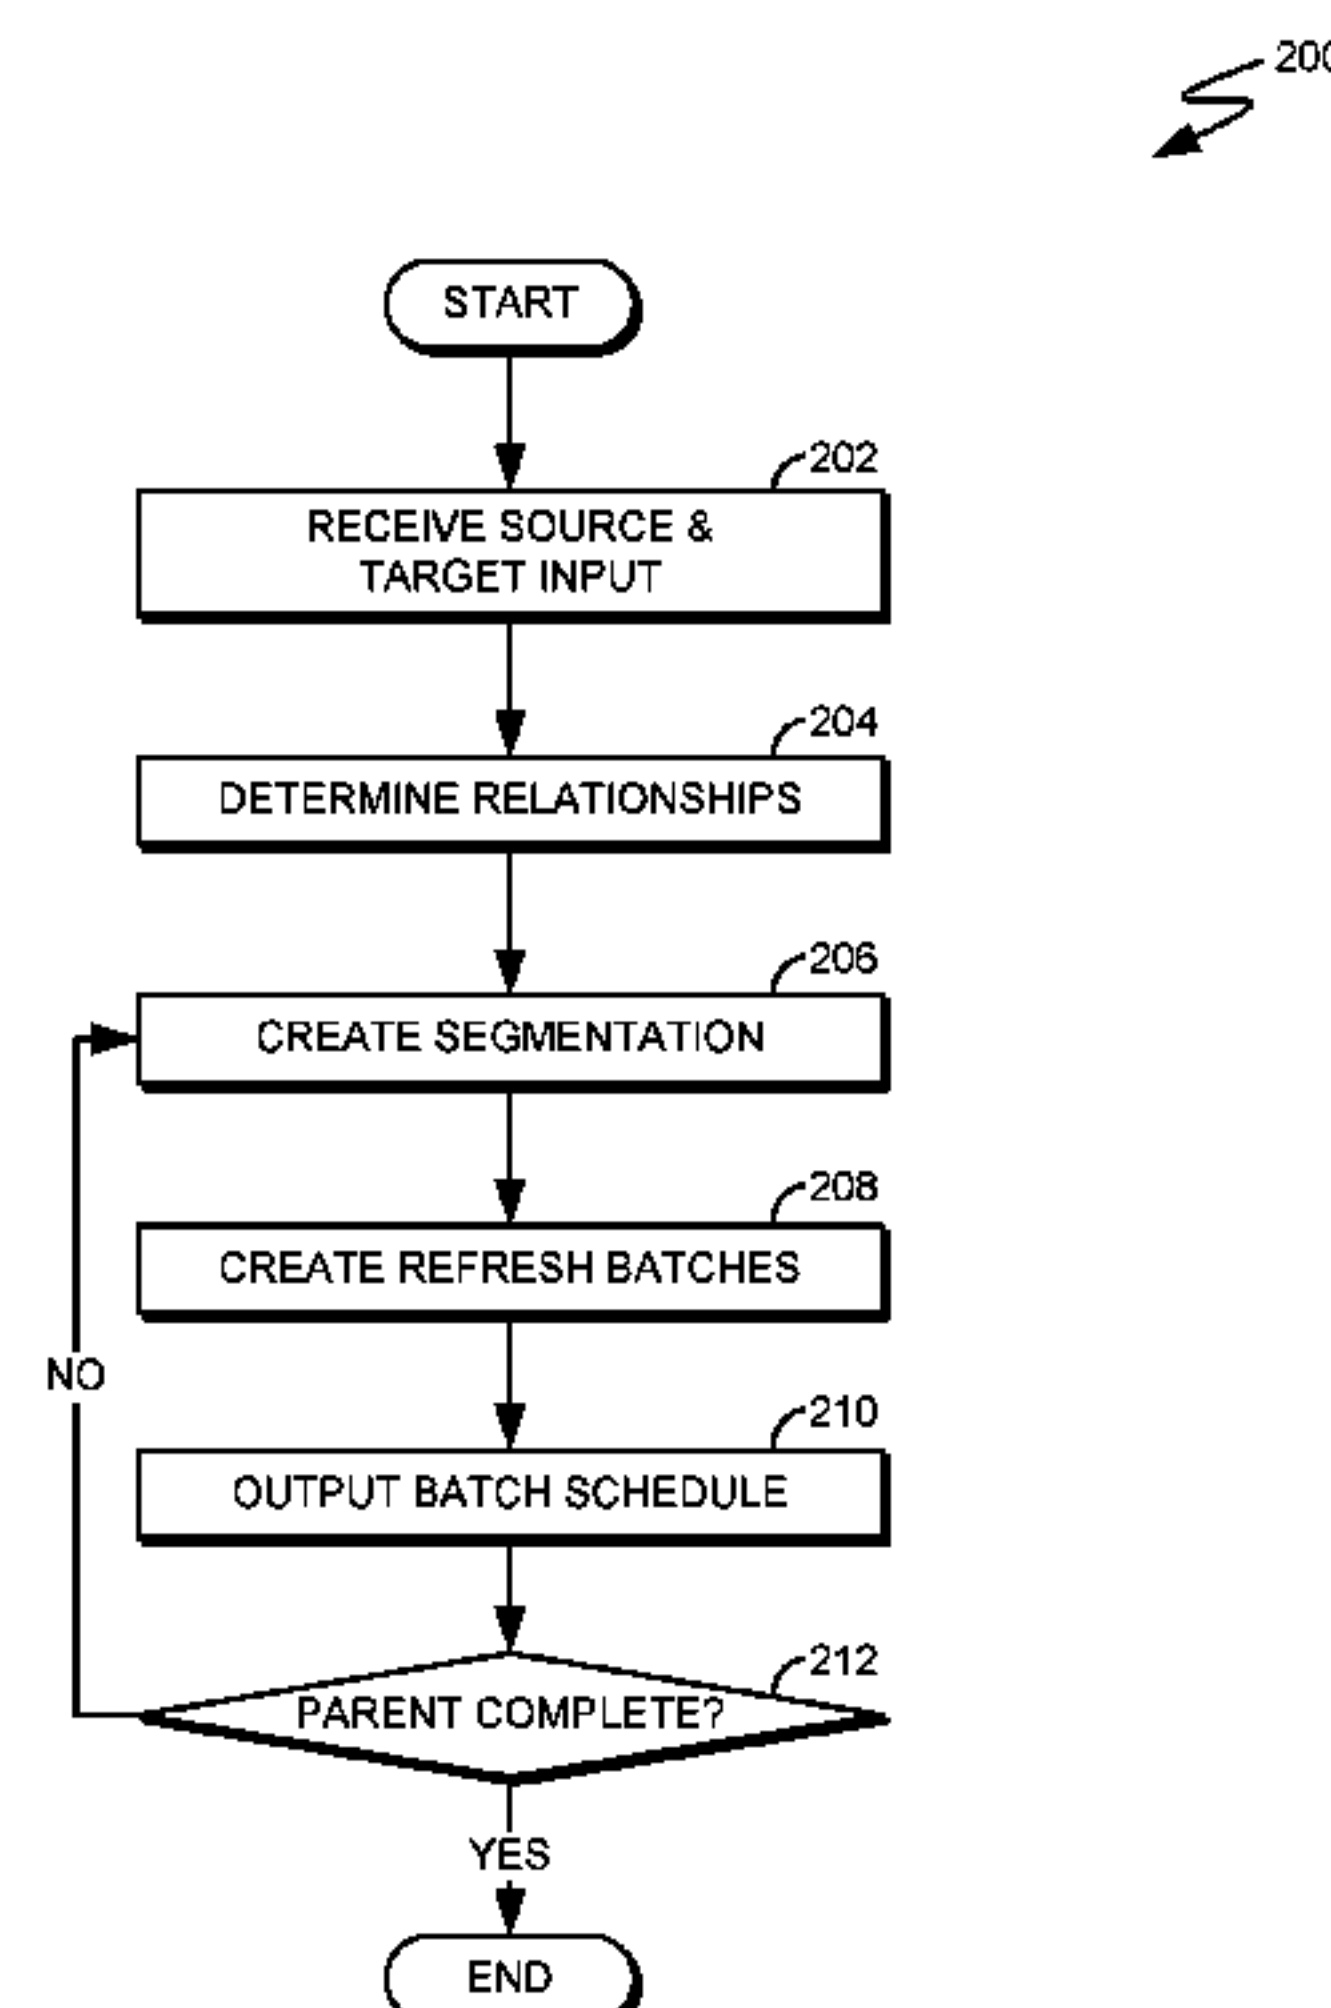 200
START
202
RECEIVE SOURCE &
TARGET INPUT
204
DETERMINE RELATIONSHIPS
206
CREATE SEGMENTATION
208
CREATE REFRESH BATCHES
NO
210
OUTPUT BATCH SCHEDULE
212
PARENT COMPLETE?
YES
END